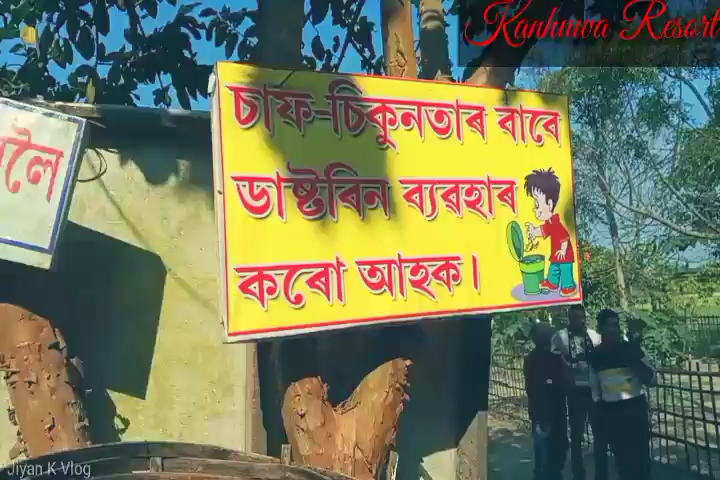 Kanhuwa Resort
চাফ-চিকুনতাৰ বাবে
ডাষ্টবিন ব্যৱহাৰ
কৰো আহক।
Jiyan K Vlog